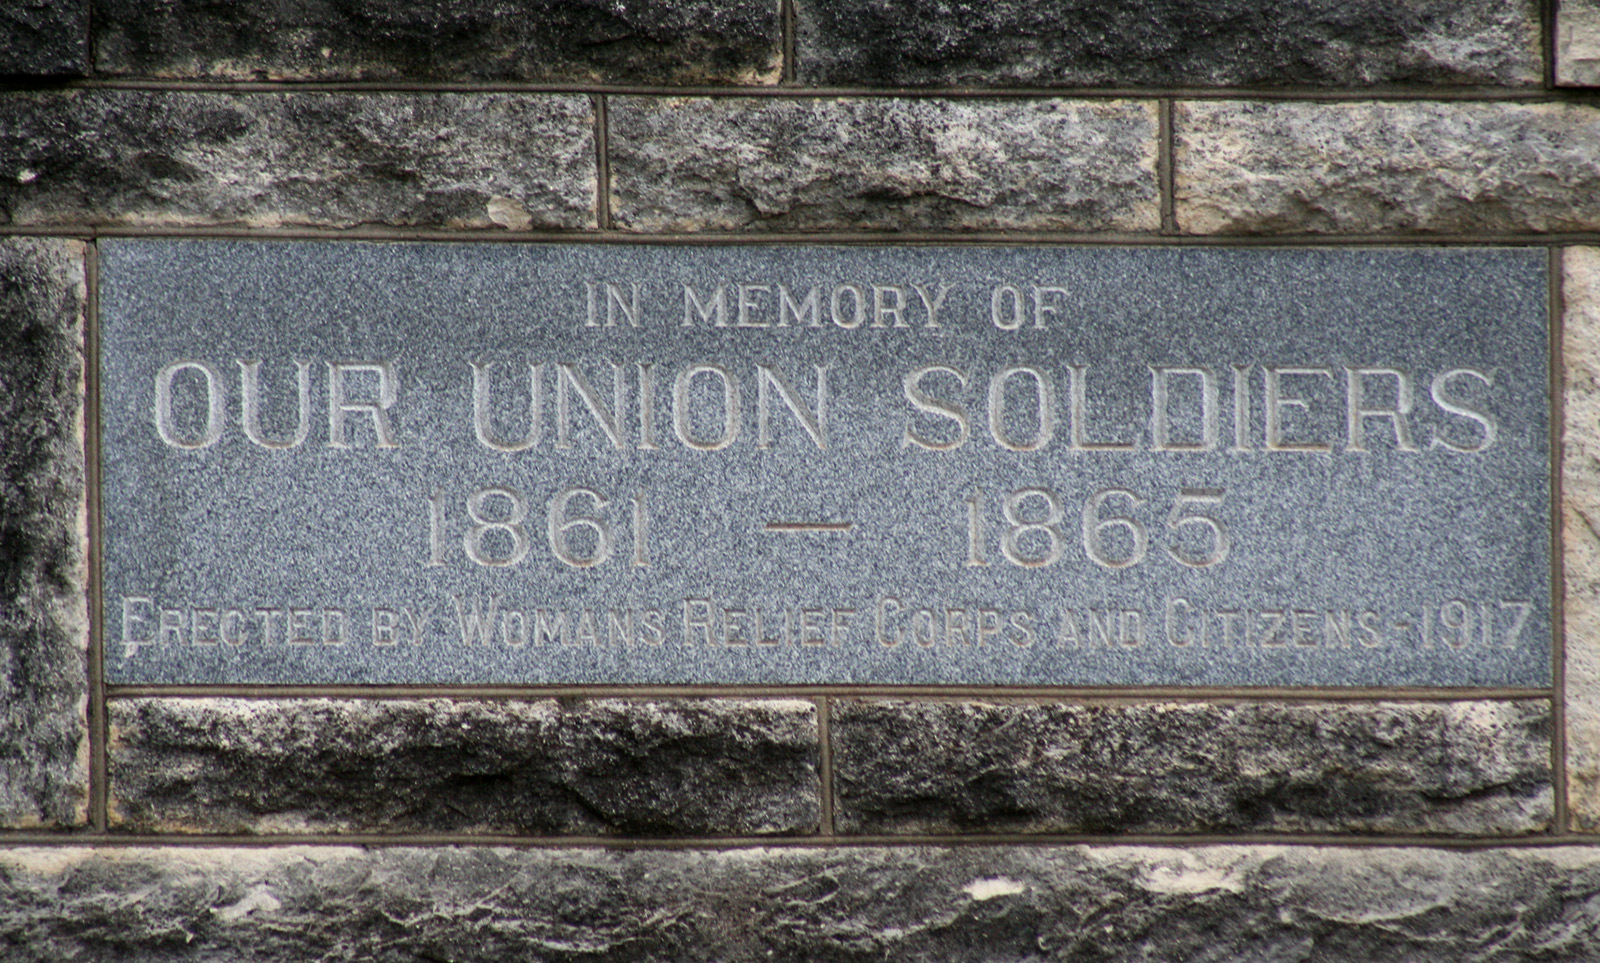 IN MEMORY OF
OUR UNION SOLDIERS
1861 — 1865
ERECTED BY WOMANS RELIEF CORPS AND CITIZENS-1917